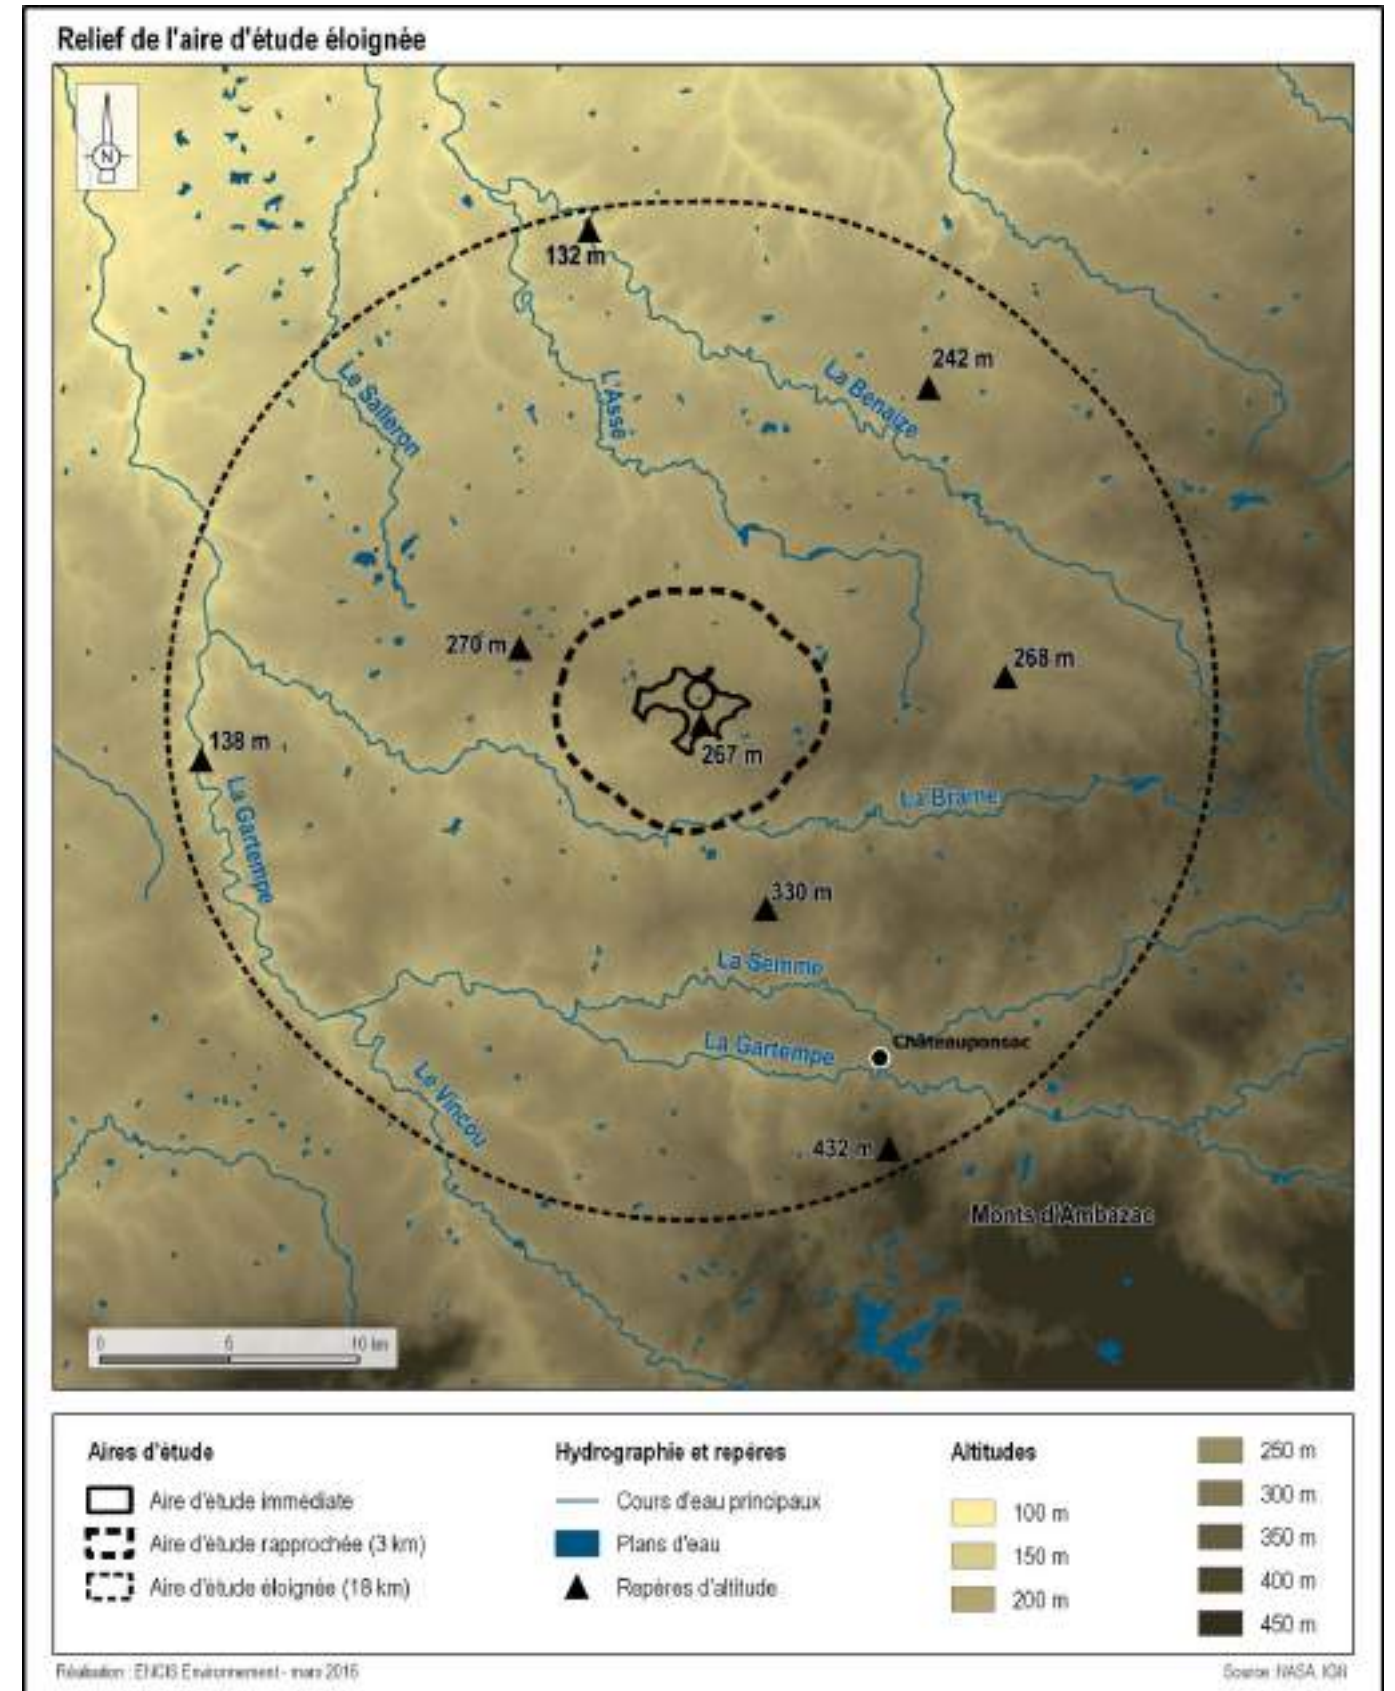 Relief de l'aire d'étude éloignée
N
132 m
242 m
La Benaize
L'Asse
Le Salleron
270 m
268 m
267 m
138 m
La Brame
La Gartempe
330 m
La Semme
La Gartempe
Châteauponsac
Le Vincou
432 m
Monts d'Ambazac
0 5 10 km
Aires d'étude
Aire d'étude immédiate
Aire d'étude rapprochée (3 km)
Aire d'étude éloignée (18 km)
Hydrographie et repères
Cours d'eau principaux
Plans d'eau
Repères d'altitude
Altitudes
100 m
150 m
200 m
250 m
300 m
350 m
400 m
450 m
Réalisation : ENCIS Environnement - mars 2016
Source: NASA, IGN